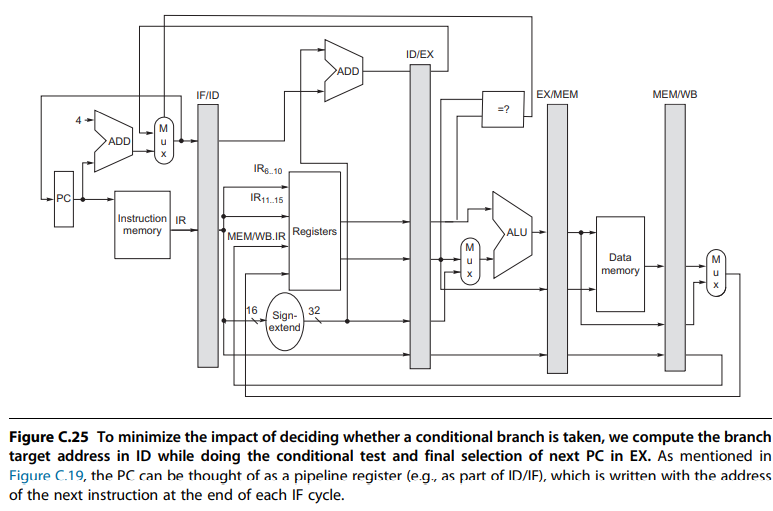 ID/EX
ADD
IF/ID
EX/MEM
MEM/WB
=?
4
M
u
x
ADD
IR6..10
PC
IR11..15
Instruction
memory
IR
MEM/WB.IR
Registers
M
u
x
ALU
Data
memory
M
u
x
16
Sign-
extend
32
Figure C.25 To minimize the impact of deciding whether a conditional branch is taken, we compute the branch
target address in ID while doing the conditional test and final selection of next PC in EX. As mentioned in
Figure C.19, the PC can be thought of as a pipeline register (e.g., as part of ID/IF), which is written with the address
of the next instruction at the end of each IF cycle.